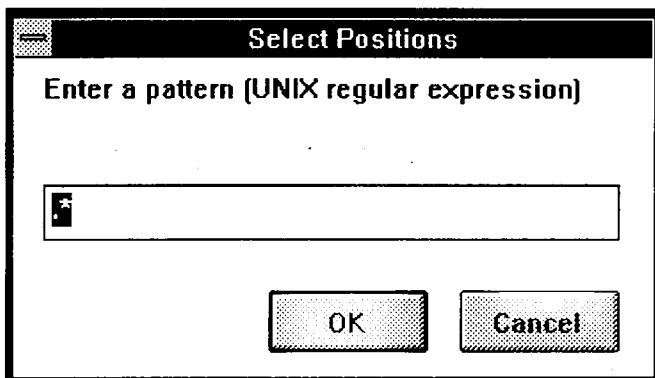 Select Positions
Enter a pattern (UNIX regular expression)
.*
OK
Cancel